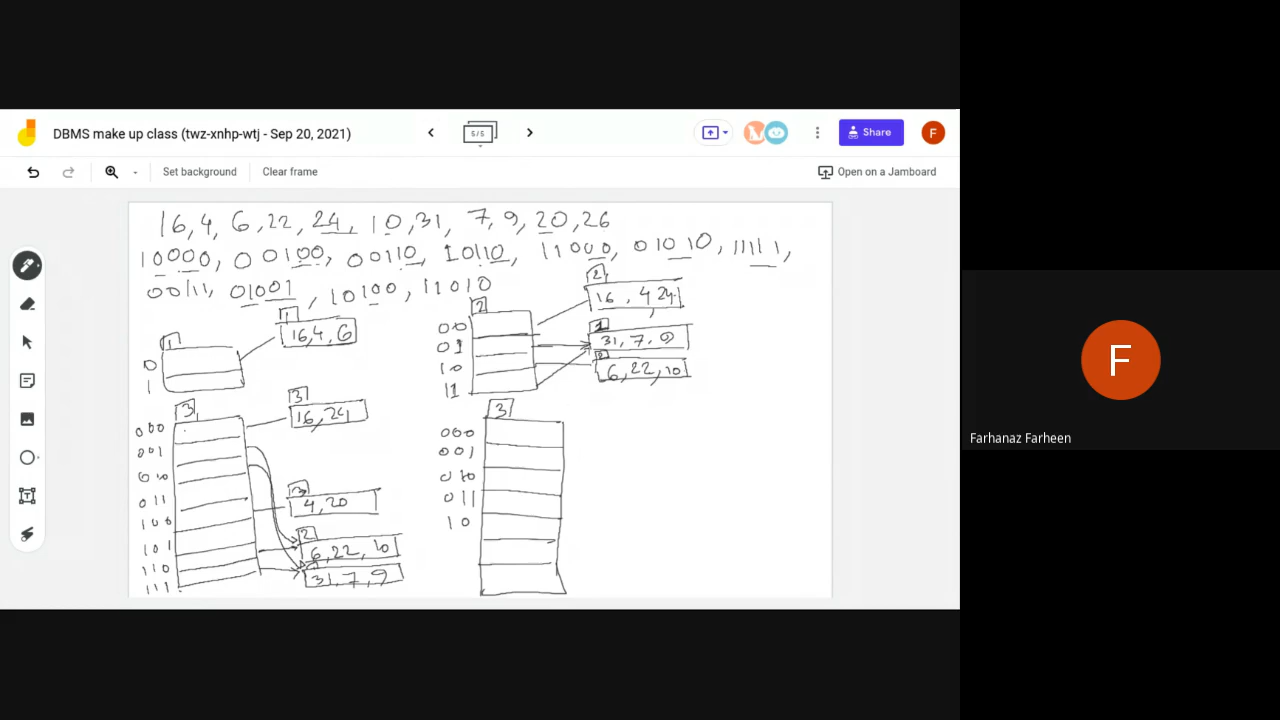 DBMS make up class (twz-xnhp-wtj - Sep 20, 2021)
5/5
Share
F
Set background
Clear frame
Open on a Jamboard
16, 4, 6, 22, 24, 10, 31, 7, 9, 20, 26
10000, 00100, 00110, 10110, 11000, 01010, 11111,
00111, 01001, 10100, 11010
1
0
1
1
16, 4, 6
2
00
01
10
11
2
16, 4, 24
1
31, 7, 9
2
6, 22, 10
3
000
001
010
011
100
101
110
111
3
16, 24
3
4, 20
2
6, 22, 10
31, 7, 9
3
000
001
010
011
10
F
Farhanaz Farheen